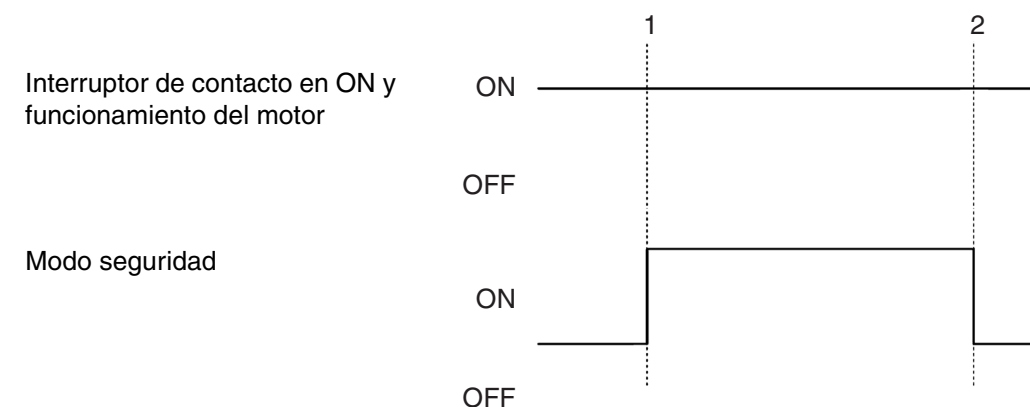 1 2
Interruptor de contacto en ON y ON
funcionamiento del motor
OFF
Modo seguridad
ON
OFF